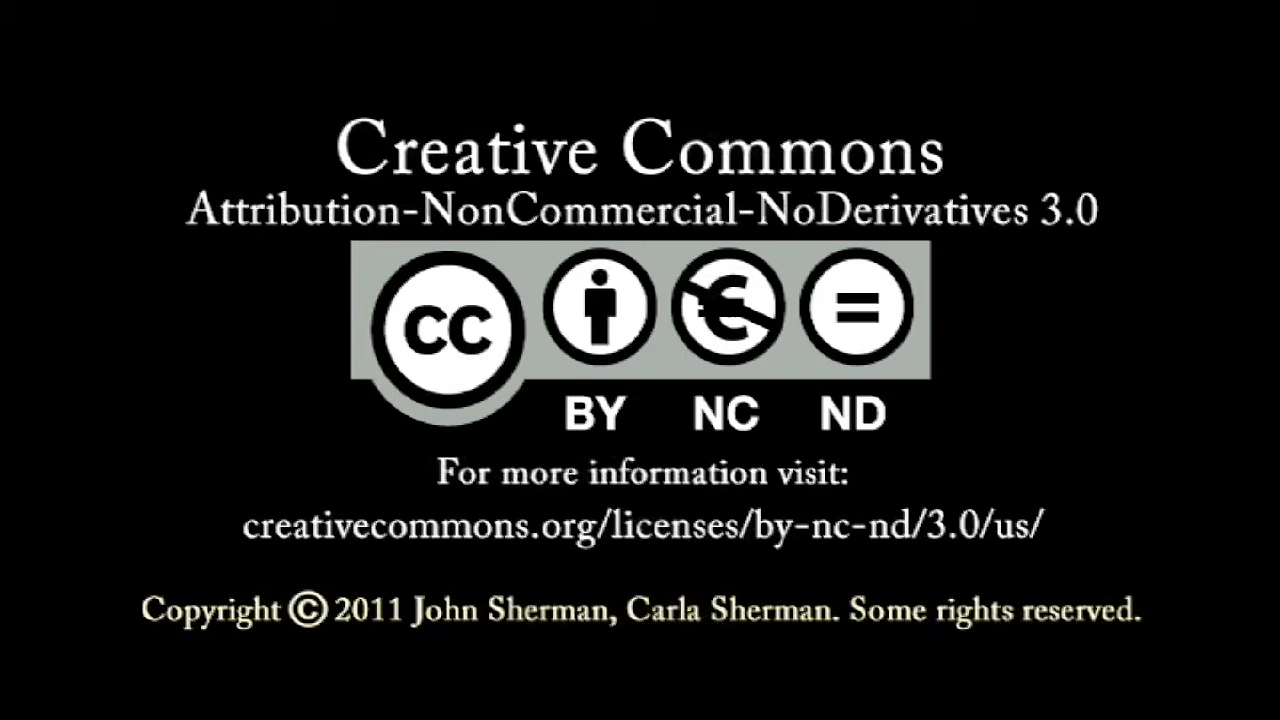 Creative Commons
Attribution-NonCommercial-NoDerivatives 3.0
cc
BY NC ND
For more information visit:
creativecommons.org/licenses/by-nc-nd/3.0/us/
Copyright © 2011 John Sherman, Carla Sherman. Some rights reserved.